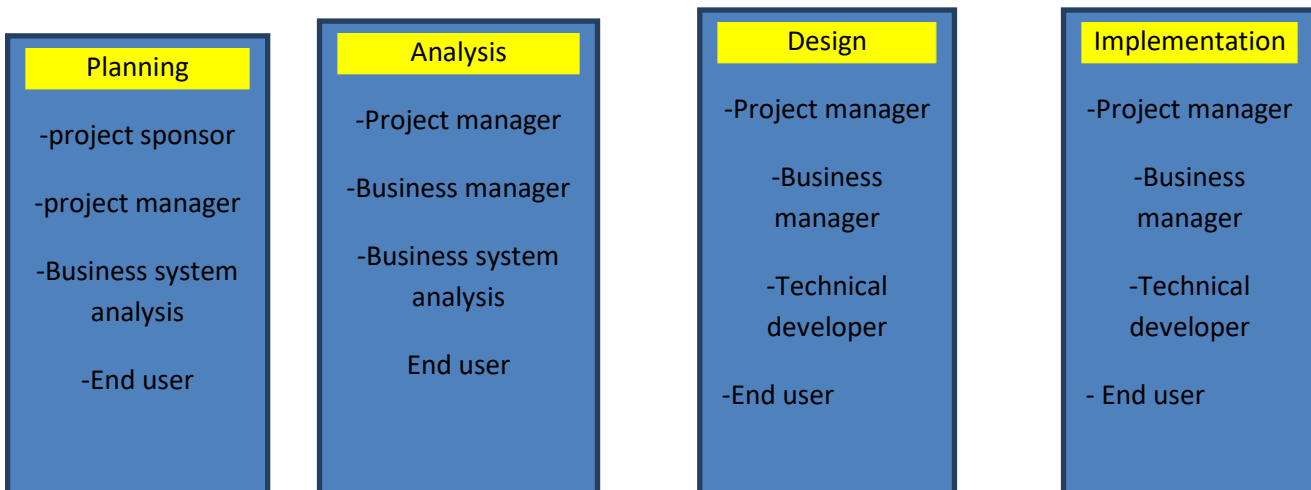 Planning
-project sponsor
-project manager
-Business system
analysis
-End user
Analysis
-Project manager
-Business manager
-Business system
analysis
End user
Design
-Project manager
-Business
manager
-Technical
developer
-End user
Implementation
-Project manager
-Business
manager
-Technical
developer
- End user